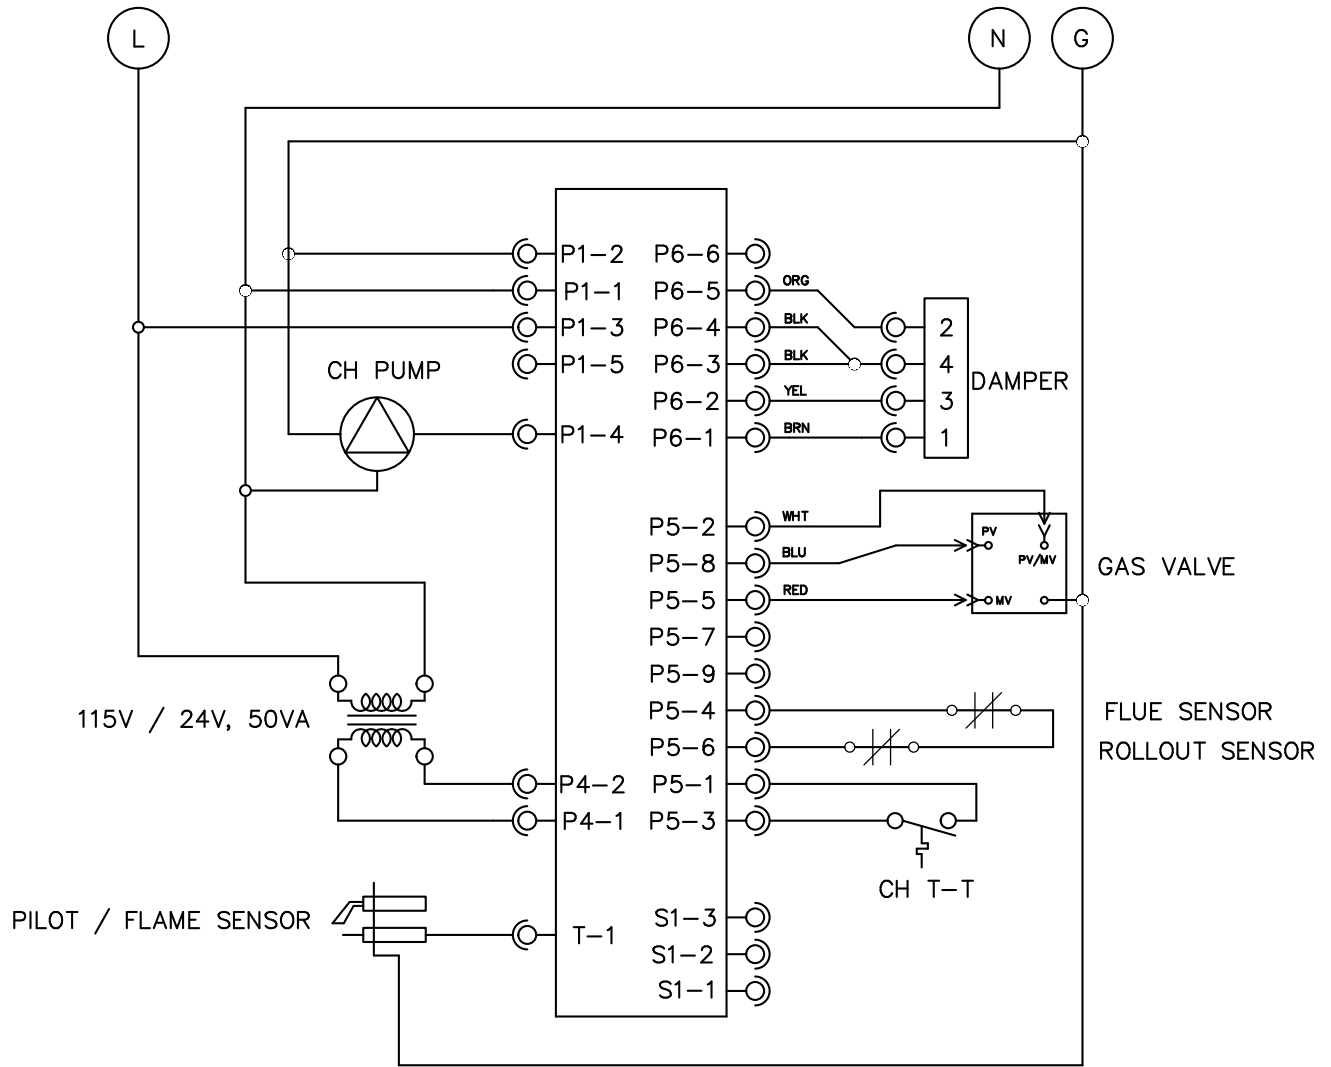 L N G
P1-2 P6-6
P1-1 P6-5 ORG
P1-3 P6-4 BLK 2
P1-5 P6-3 BLK 4
CH PUMP
DAMPER
P6-2 YEL 3
P1-4 P6-1 BRN 1
P5-2 WHT
PV
P5-8 BLU
PV/MV
GAS VALVE
P5-5 RED MV
P5-7
P5-9
115V / 24V, 50VA
P5-4 FLUE SENSOR
P5-6 ROLLOUT SENSOR
P4-2 P5-1
P4-1 P5-3
CH T-T
PILOT / FLAME SENSOR
T-1
S1-3
S1-2
S1-1